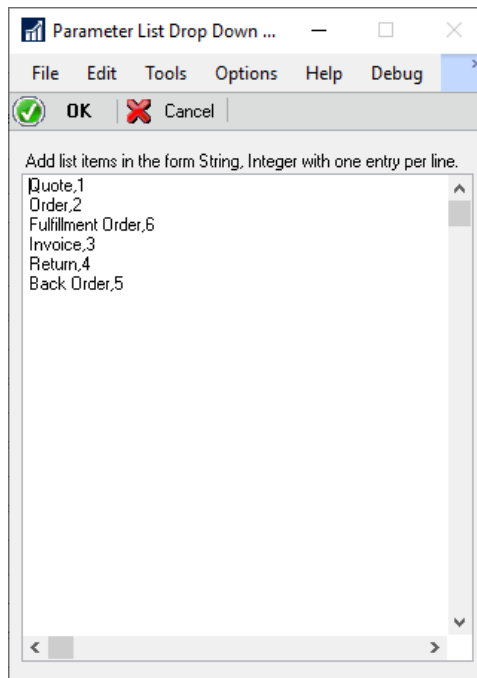 Parameter List Drop Down ...
File Edit Tools Options Help Debug
OK Cancel
Add list items in the form String, Integer with one entry per line.
Quote,1
Order,2
Fulfillment Order,6
Invoice,3
Return,4
Back Order,5